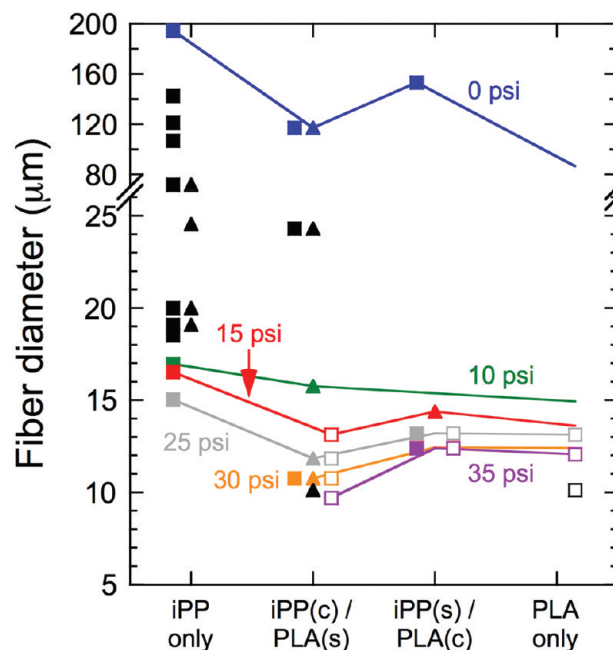 200
160
120
80
25
20
15
10
5
Fiber diameter (μm)
0 psi
15 psi
10 psi
25 psi
30 psi
35 psi
iPP
only
iPP(c) /
PLA(s)
iPP(s) /
PLA(c)
PLA
only